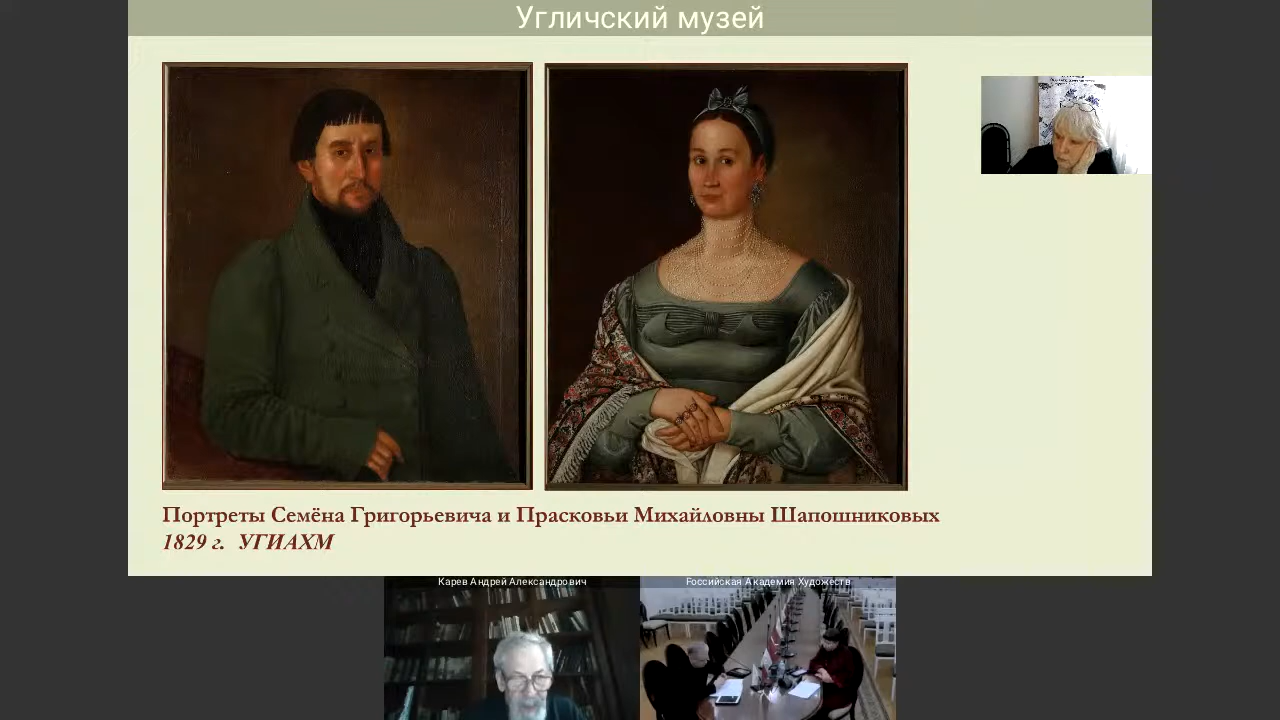 Угличский музей
Портреты Семёна Григорьевича и Прасковьи Михайловны Шапошниковых
1829 г. УГИАХМ
Карев Андрей Александрович
Российская Академия Художеств